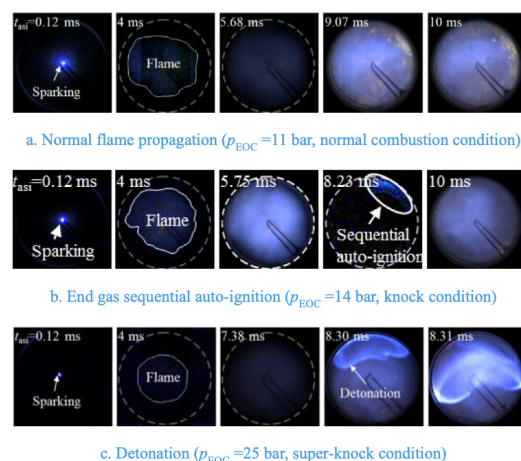 t_asi=0.12 ms 4 ms 5.68 ms 9.07 ms 10 ms
Flame
Sparking
a. Normal flame propagation (p_EOC =11 bar, normal combustion condition)
t_asi=0.12 ms 4 ms 5.75 ms 8.23 ms 10 ms
Flame
Sparking
Sequential
auto-ignition
b. End gas sequential auto-ignition (p_EOC =14 bar, knock condition)
t_asi=0.12 ms 4 ms 7.38 ms 8.30 ms 8.31 ms
Flame
Sparking
Detonation
c. Detonation (p_EOC =25 bar, super-knock condition)